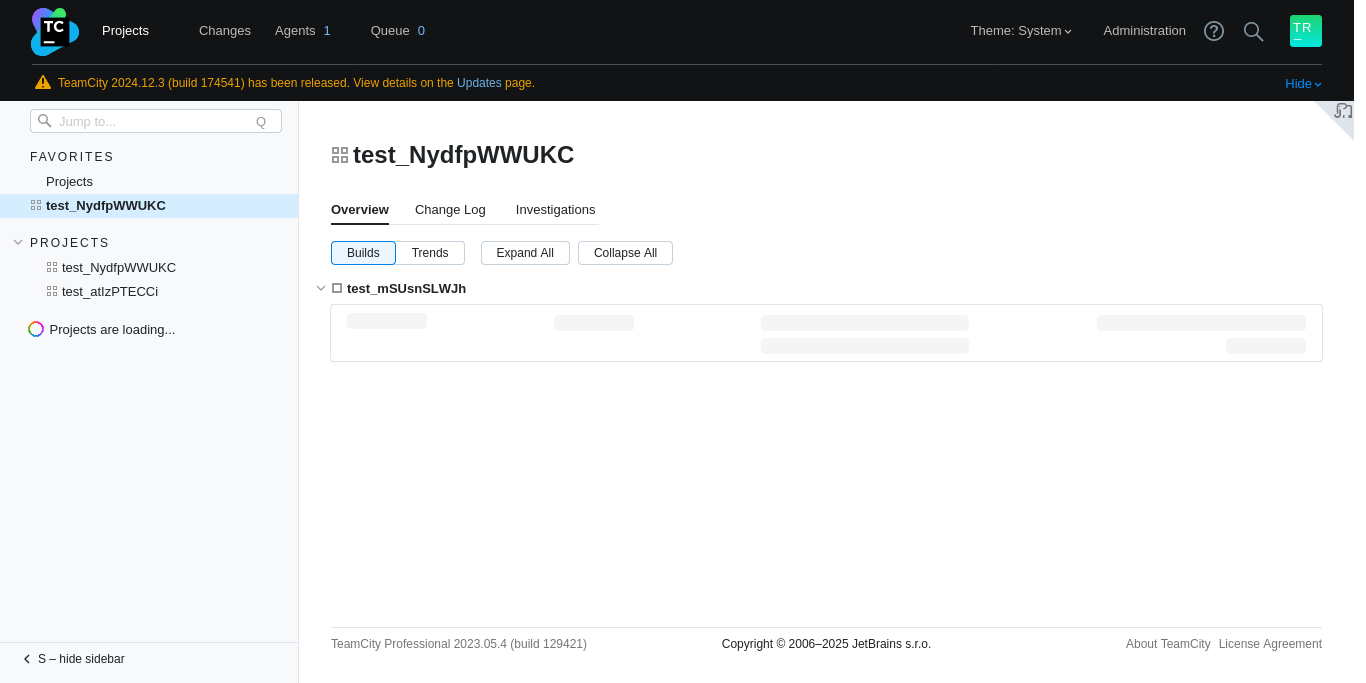 TC
Projects
Changes
Agents 1
Queue 0
Theme: System
Administration
TR
TeamCity 2024.12.3 (build 174541) has been released. View details on the Updates page.
Hide
Jump to...
Q
FAVORITES
Projects
test_NydfpWWUKC
PROJECTS
test_NydfpWWUKC
test_atIzPTECCi
Projects are loading...
S – hide sidebar
test_NydfpWWUKC
Overview
Change Log
Investigations
Builds
Trends
Expand All
Collapse All
test_mSUsnSLWJh
TeamCity Professional 2023.05.4 (build 129421)
Copyright © 2006–2025 JetBrains s.r.o.
About TeamCity
License Agreement